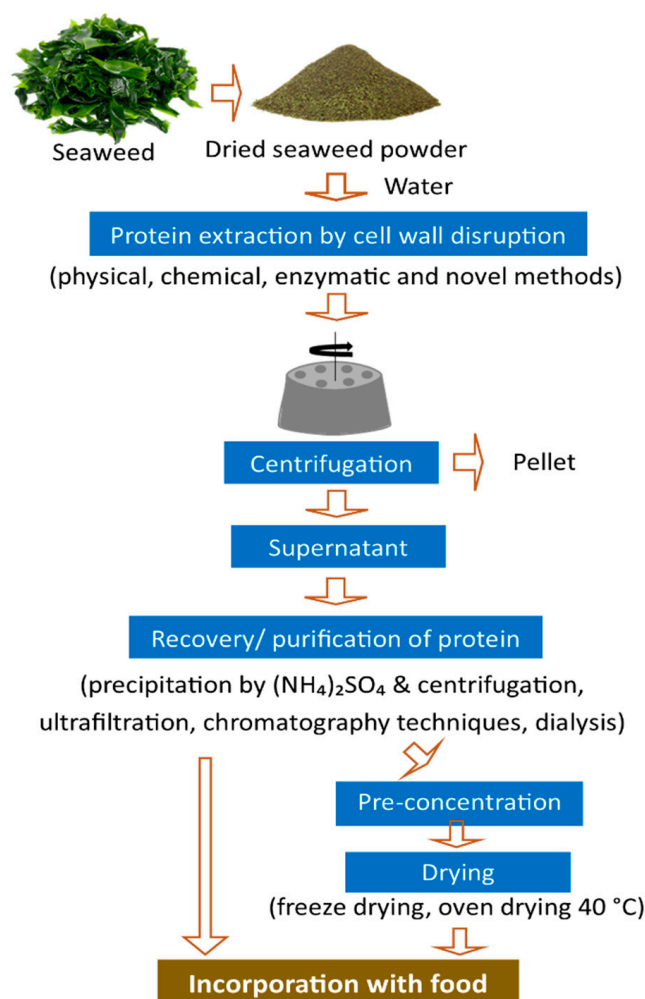 Seaweed
Dried seaweed powder
Water
Protein extraction by cell wall disruption
(physical, chemical, enzymatic and novel methods)
Centrifugation
Pellet
Supernatant
Recovery/ purification of protein
(precipitation by (NH₄)₂SO₄ & centrifugation,
ultrafiltration, chromatography techniques, dialysis)
Pre-concentration
Drying
(freeze drying, oven drying 40 °C)
Incorporation with food